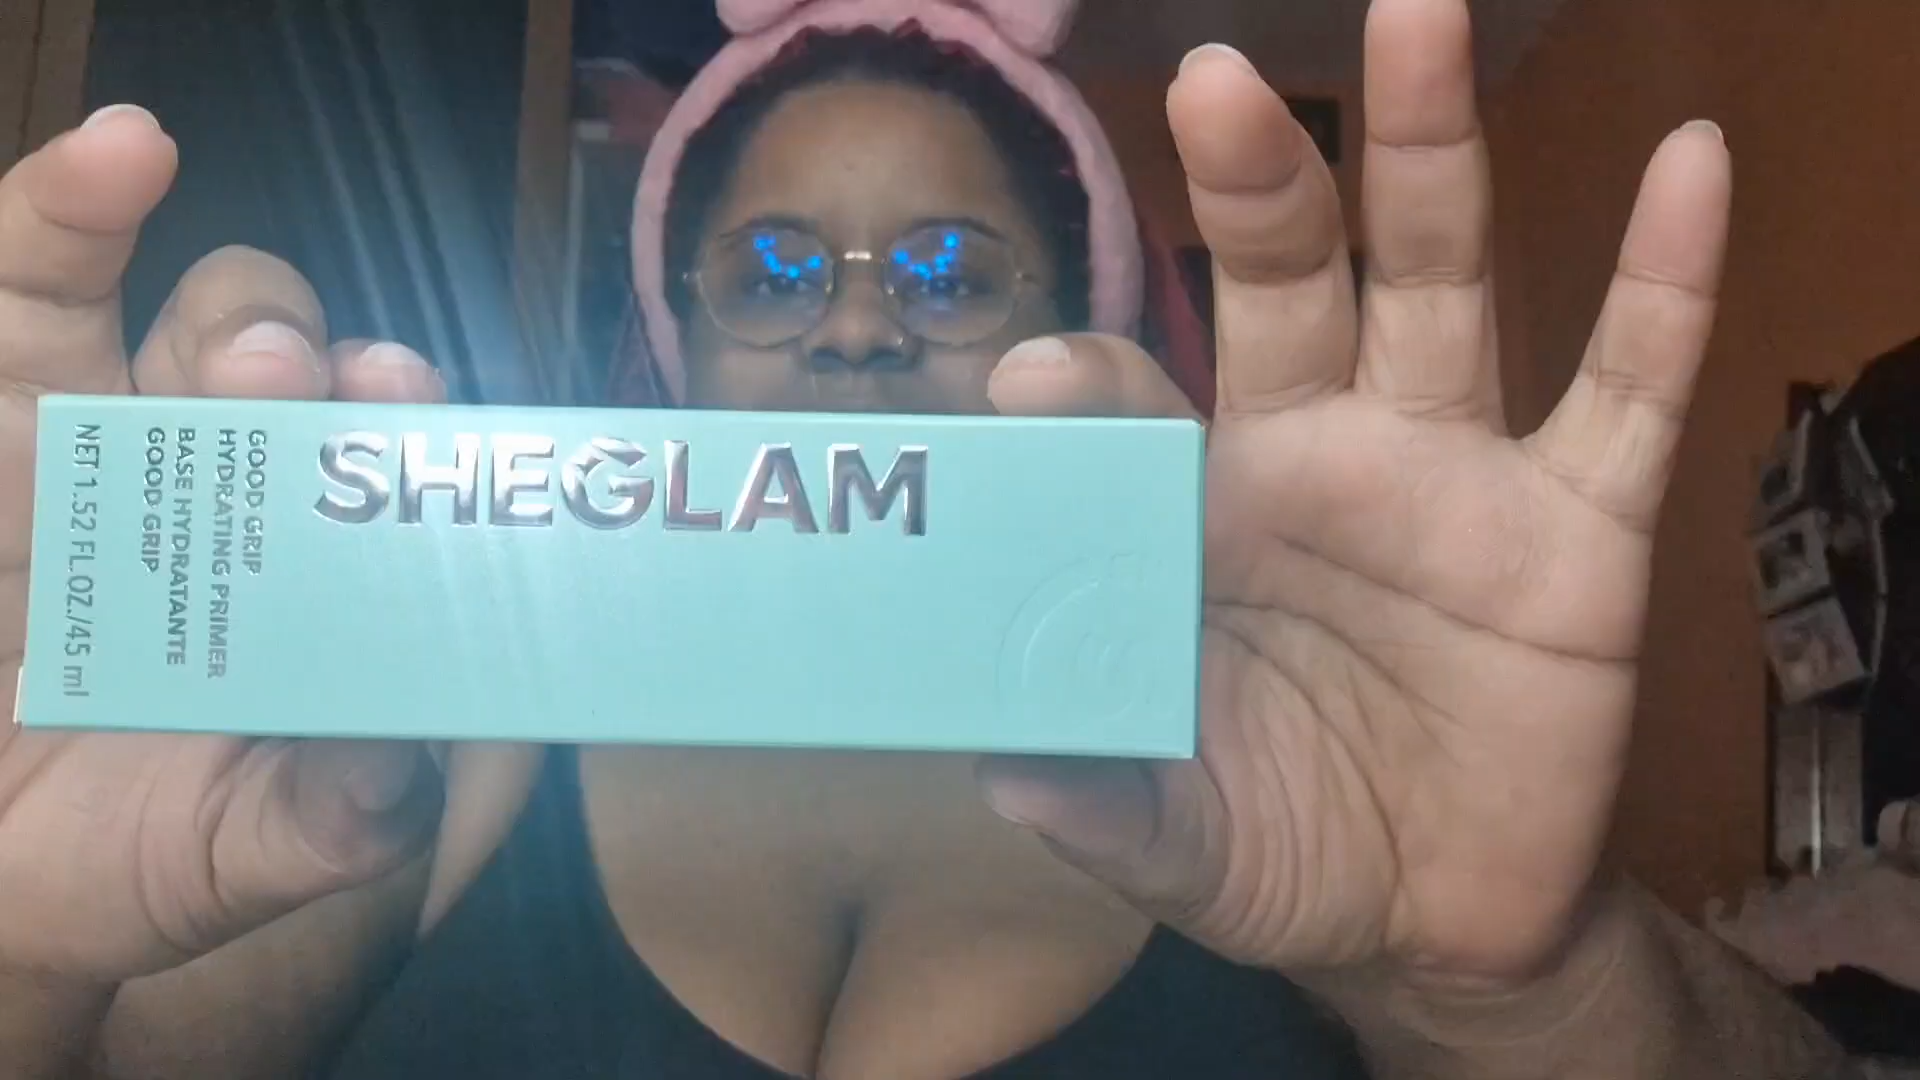 SHEGLAM
GOOD GRIP
HYDRATING PRIMER
BASE HYDRATANTE
GOOD GRIP
NET 1.52 FL.OZ./45 ml